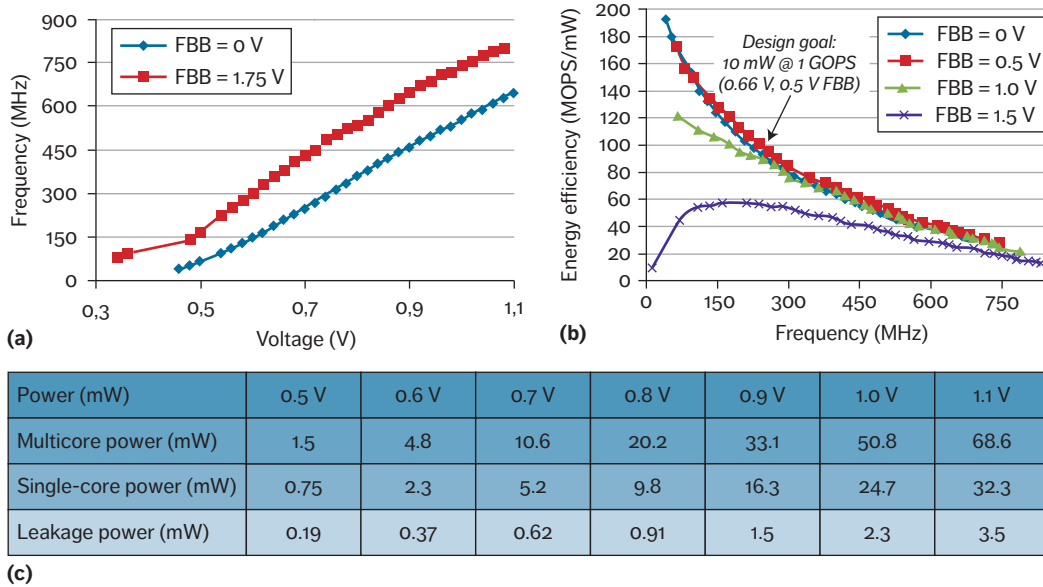 900
750
600
450
300
150
0
Frequency (MHz)
FBB = 0 V
FBB = 1.75 V
0,3
0,5
0,7
0,9
1,1
Voltage (V)
(a)
200
180
160
140
120
100
80
60
40
20
0
Energy efficiency (MOPS/mW)
Design goal:
10 mW @ 1 GOPS
(0.66 V, 0.5 V FBB)
FBB = 0 V
FBB = 0.5 V
FBB = 1.0 V
FBB = 1.5 V
0
150
300
450
600
750
Frequency (MHz)
(b)
Power (mW) 0.5 V 0.6 V 0.7 V 0.8 V 0.9 V 1.0 V 1.1 V
Multicore power (mW) 1.5 4.8 10.6 20.2 33.1 50.8 68.6
Single-core power (mW) 0.75 2.3 5.2 9.8 16.3 24.7 32.3
Leakage power (mW) 0.19 0.37 0.62 0.91 1.5 2.3 3.5
(c)